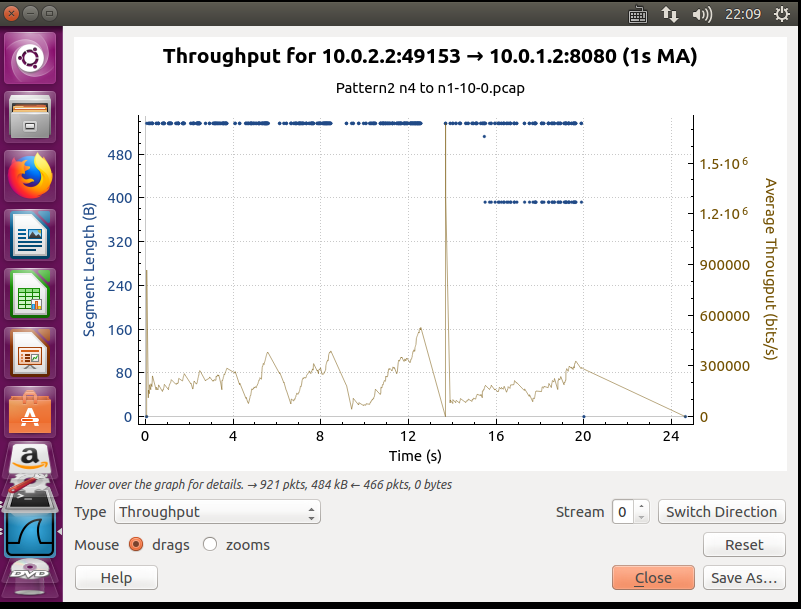 22:09
Throughput for 10.0.2.2:49153 → 10.0.1.2:8080 (1s MA)
Pattern2 n4 to n1-10-0.pcap
Segment Length (B)
480
400
320
240
160
80
0
1.5·10⁶
1.2·10⁶
900000
600000
300000
0
Average Througput (bits/s)
0 4 8 12 16 20 24
Time (s)
Hover over the graph for details. → 921 pkts, 484 kB ← 466 pkts, 0 bytes
Type Throughput Stream 0 Switch Direction
Mouse drags zooms Reset
Help Close Save As...